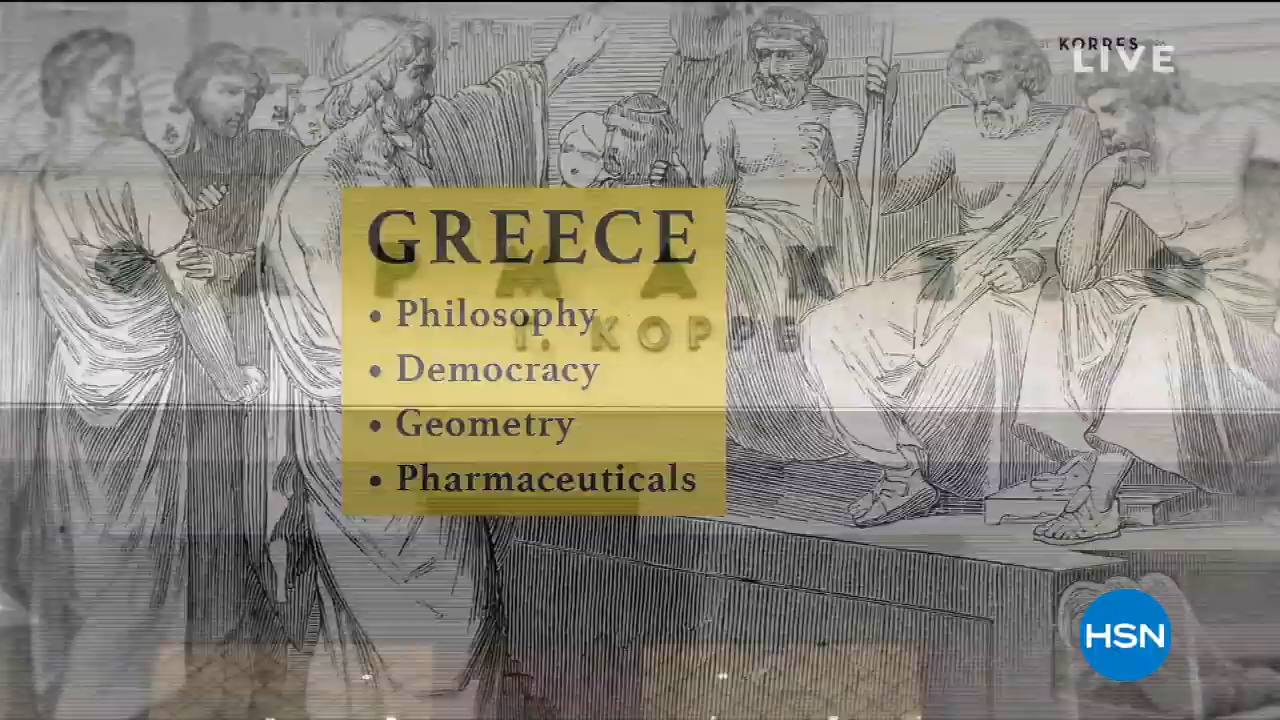 KORRES
LIVE
GREECE
• Philosophy
• Democracy
• Geometry
• Pharmaceuticals
HSN